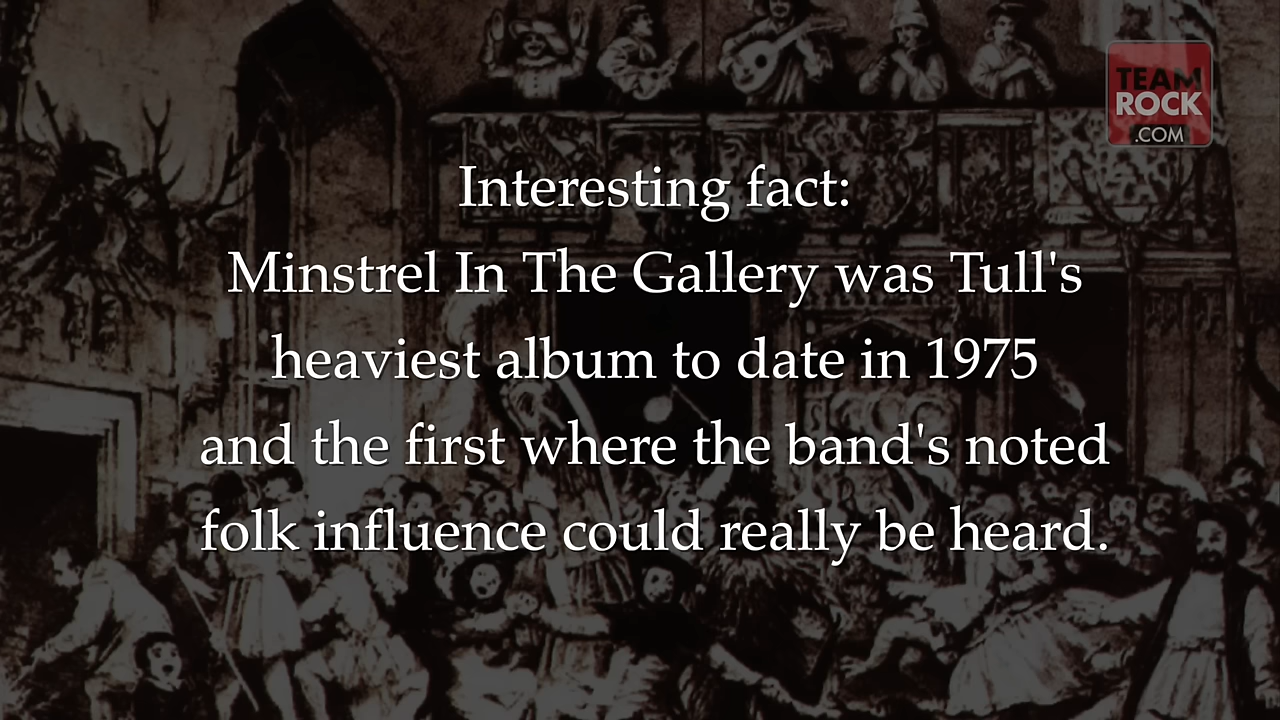 TEAM
ROCK
.COM
Interesting fact:
Minstrel In The Gallery was Tull's
heaviest album to date in 1975
and the first where the band's noted
folk influence could really be heard.